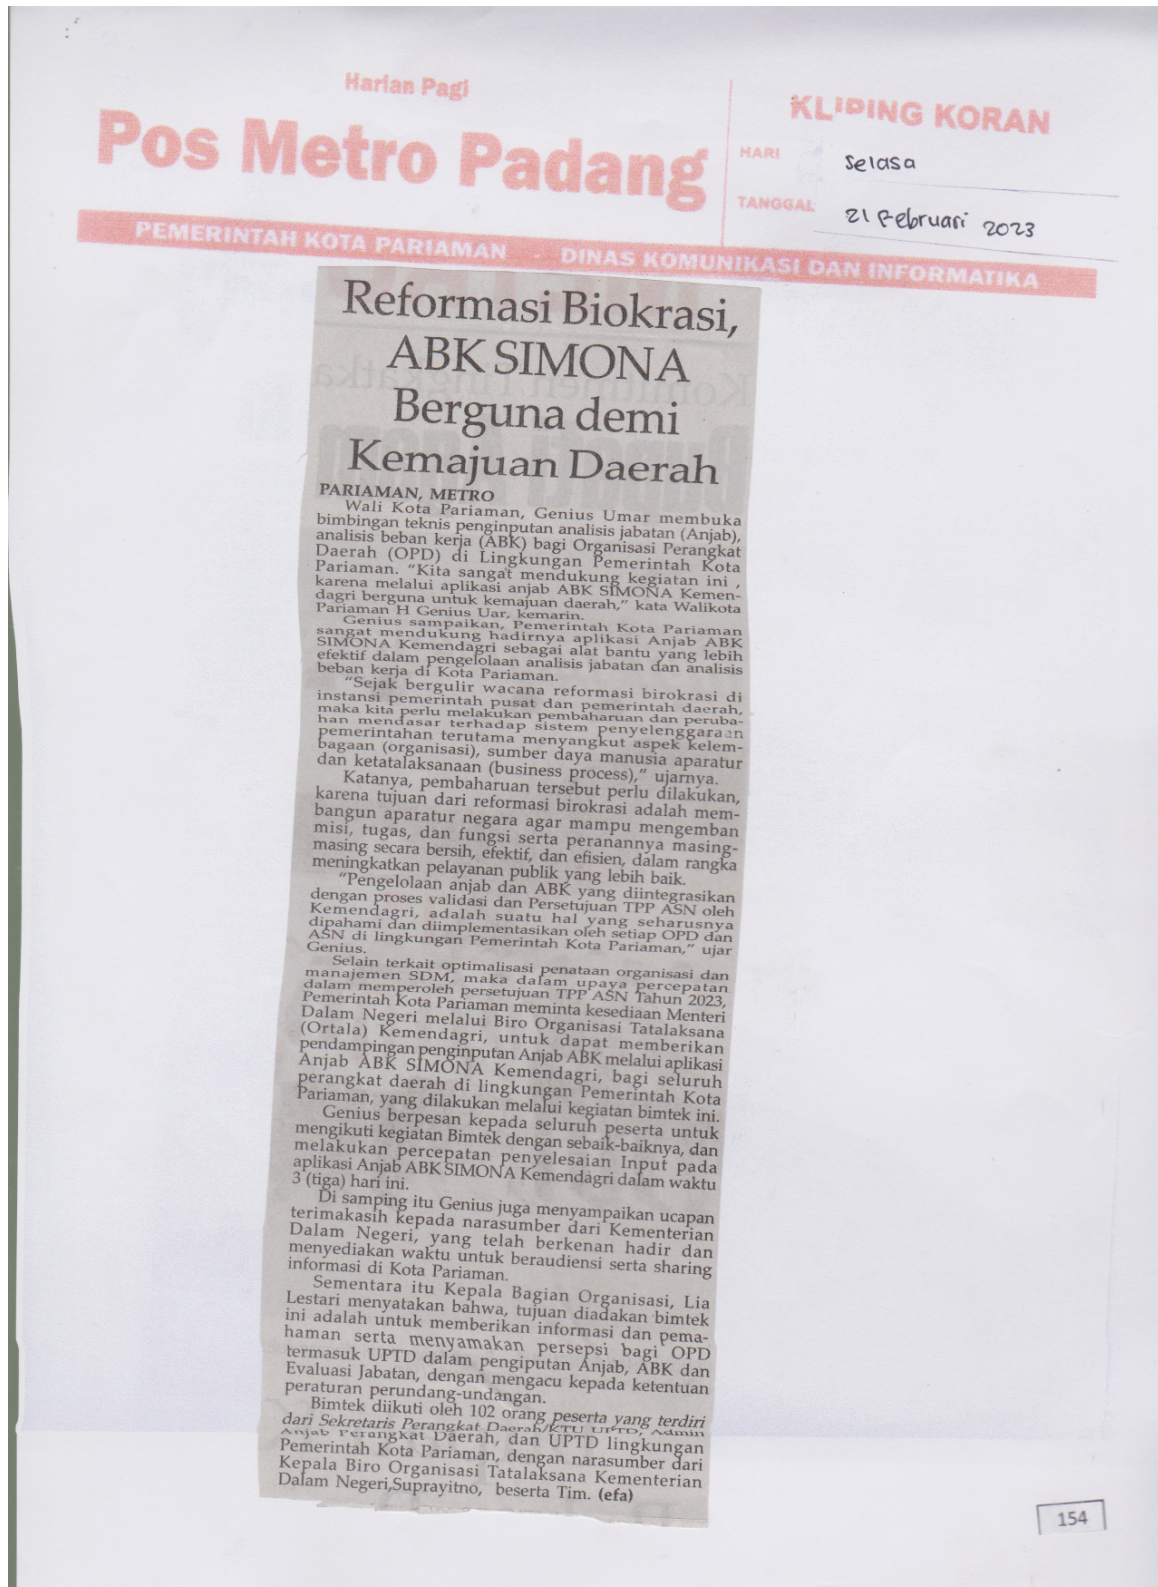 Harian Pagi
Pos Metro Padang
KLIPING KORAN
HARI Selasa
TANGGAL 21 Februari 2023
PEMERINTAH KOTA PARIAMAN - DINAS KOMUNIKASI DAN INFORMATIKA
Reformasi Biokrasi,
ABK SIMONA
Berguna demi
Kemajuan Daerah
PARIAMAN, METRO
Wali Kota Pariaman, Genius Umar membuka
bimbingan teknis penginputan analisis jabatan (Anjab),
analisis beban kerja (ABK) bagi Organisasi Perangkat
Daerah (OPD) di Lingkungan Pemerintah Kota
Pariaman. “Kita sangat mendukung kegiatan ini ,
karena melalui aplikasi anjab ABK SIMONA Kemen-
dagri berguna untuk kemajuan daerah,” kata Walikota
Pariaman H Genius Uar, kemarin.
Genius sampaikan, Pemerintah Kota Pariaman
sangat mendukung hadirnya aplikasi Anjab ABK
SIMONA Kemendagri sebagai alat bantu yang lebih
efektif dalam pengelolaan analisis jabatan dan analisis
beban kerja di Kota Pariaman.
“Sejak bergulir wacana reformasi birokrasi di
instansi pemerintah pusat dan pemerintah daerah,
maka kita perlu melakukan pembaharuan dan peruba-
han mendasar terhadap sistem penyelenggaraan
pemerintahan terutama menyangkut aspek kelem-
bagaan (organisasi), sumber daya manusia aparatur
dan ketatalaksanaan (business process),” ujarnya.
Katanya, pembaharuan tersebut perlu dilakukan,
karena tujuan dari reformasi birokrasi adalah mem-
bangun aparatur negara agar mampu mengemban
misi, tugas, dan fungsi serta peranannya masing-
masing secara bersih, efektif, dan efisien, dalam rangka
meningkatkan pelayanan publik yang lebih baik.
“Pengelolaan anjab dan ABK yang diintegrasikan
dengan proses validasi dan Persetujuan TPP ASN oleh
Kemendagri, adalah suatu hal yang seharusnya
dipahami dan diimplementasikan oleh setiap OPD dan
ASN di lingkungan Pemerintah Kota Pariaman,” ujar
Genius.
Selain terkait optimalisasi penataan organisasi dan
manajemen SDM, maka dalam upaya percepatan
dalam memperoleh persetujuan TPP ASN Tahun 2023,
Pemerintah Kota Pariaman meminta kesediaan Menteri
Dalam Negeri melalui Biro Organisasi Tatalaksana
(Ortala) Kemendagri, untuk dapat memberikan
pendampingan penginputan Anjab ABK melalui aplikasi
Anjab ABK SIMONA Kemendagri, bagi seluruh
perangkat daerah di lingkungan Pemerintah Kota
Pariaman, yang dilakukan melalui kegiatan bimtek ini.
Genius berpesan kepada seluruh peserta untuk
mengikuti kegiatan Bimtek dengan sebaik-baiknya, dan
melakukan percepatan penyelesaian Input pada
aplikasi Anjab ABK SIMONA Kemendagri dalam waktu
3 (tiga) hari ini.
Di samping itu Genius juga menyampaikan ucapan
terimakasih kepada narasumber dari Kementerian
Dalam Negeri, yang telah berkenan hadir dan
menyediakan waktu untuk beraudiensi serta sharing
informasi di Kota Pariaman.
Sementara itu Kepala Bagian Organisasi, Lia
Lestari menyatakan bahwa, tujuan diadakan bimtek
ini adalah untuk memberikan informasi dan pema-
haman serta menyamakan persepsi bagi OPD
termasuk UPTD dalam pengiputan Anjab, ABK dan
Evaluasi Jabatan, dengan mengacu kepada ketentuan
peraturan perundang-undangan.
Bimtek diikuti oleh 102 orang peserta yang terdiri
dari Sekretaris Perangkat Daerah/KTU UPTD, Admin
Anjab Perangkat Daerah, dan UPTD lingkungan
Pemerintah Kota Pariaman, dengan narasumber dari
Kepala Biro Organisasi Tatalaksana Kementerian
Dalam Negeri,Suprayitno, beserta Tim. (efa)
154